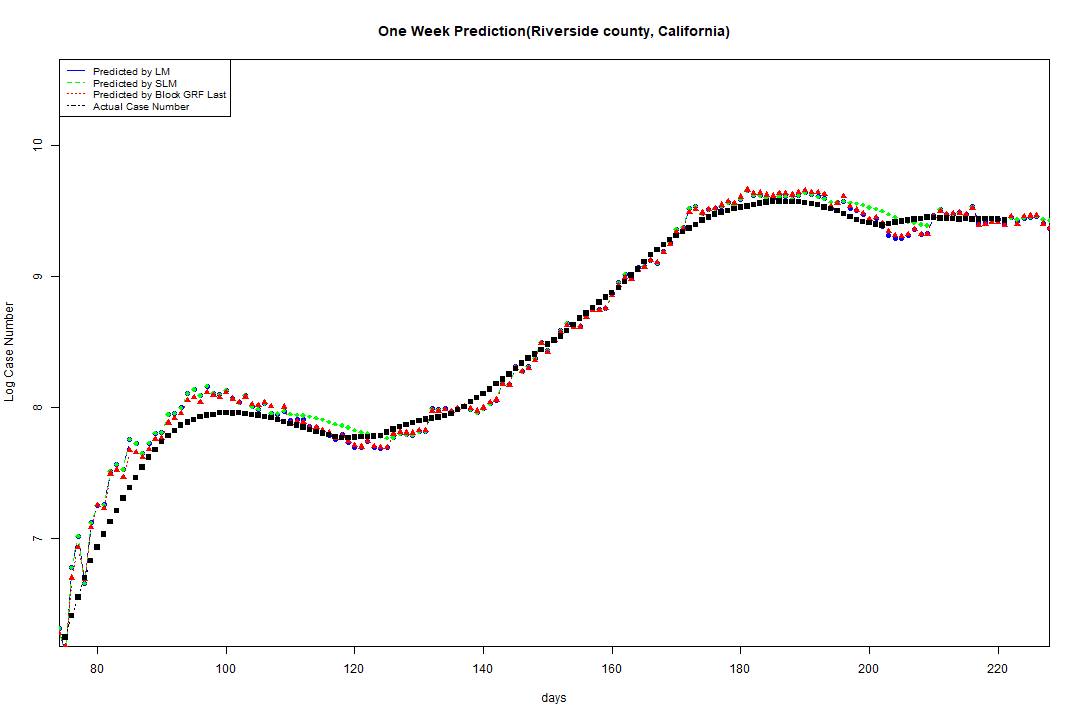 One Week Prediction(Riverside county, California)
Predicted by LM
Predicted by SLM
Predicted by Block GRF Last
Actual Case Number
10
9
8
7
Log Case Number
80 100 120 140 160 180 200 220
days